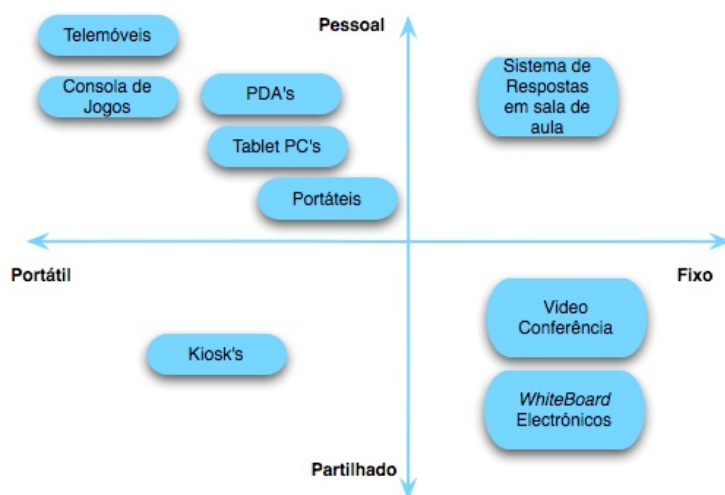 Telemóveis
Pessoal
Consola de
Jogos
PDA's
Sistema de
Respostas
em sala de
aula
Tablet PC's
Portáteis
Portátil
Fixo
Video
Conferência
Kiosk's
WhiteBoard
Electrónicos
Partilhado